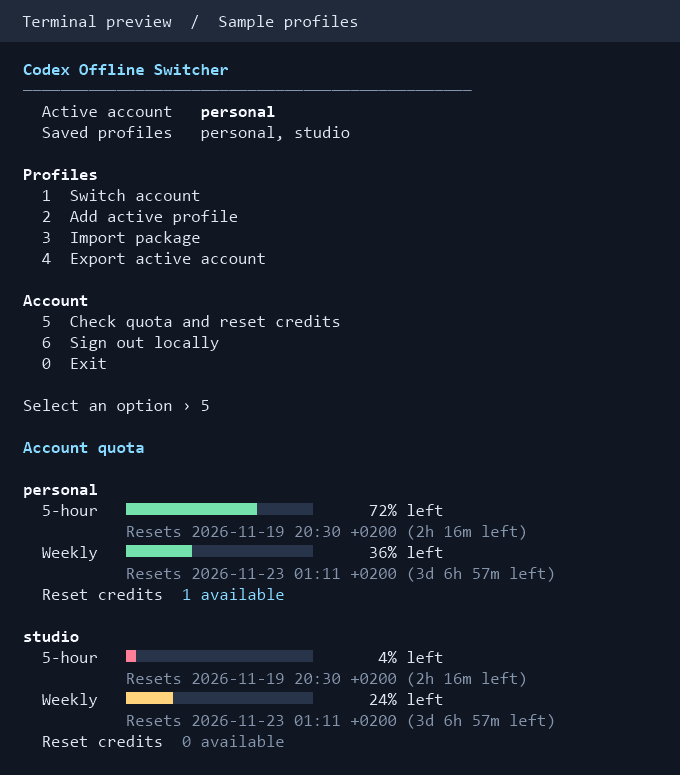 Terminal preview / Sample profiles
Codex Offline Switcher
Active account personal
Saved profiles personal, studio
Profiles
1 Switch account
2 Add active profile
3 Import package
4 Export active account
Account
5 Check quota and reset credits
6 Sign out locally
0 Exit
Select an option › 5
Account quota
personal
5-hour 72% left
Resets 2026-11-19 20:30 +0200 (2h 16m left)
Weekly 36% left
Resets 2026-11-23 01:11 +0200 (3d 6h 57m left)
Reset credits 1 available
studio
5-hour 4% left
Resets 2026-11-19 20:30 +0200 (2h 16m left)
Weekly 24% left
Resets 2026-11-23 01:11 +0200 (3d 6h 57m left)
Reset credits 0 available